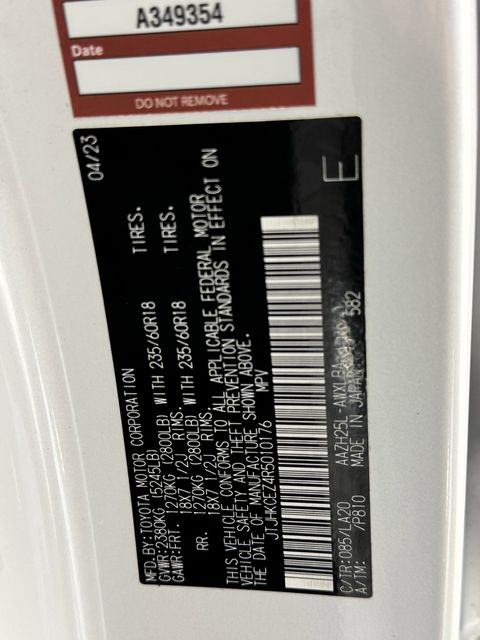 A349354
Date
DO NOT REMOVE
04/23
MFD.BY:TOYOTA MOTOR CORPORATION
GVWR:2380KG (5245LB)
GAWR:FRT. 1270KG (2800LB) WITH 235/60R18 TIRES.
18X7 1/2J RIMS.
RR. 1270KG (2800LB) WITH 235/60R18 TIRES.
18X7 1/2J RIMS.
THIS VEHICLE CONFORMS TO ALL APPLICABLE FEDERAL MOTOR
VEHICLE SAFETY AND THEFT PREVENTION STANDARDS IN EFFECT ON
THE DATE OF MANUFACTURE SHOWN ABOVE.
JTJHKCEZ4R5010176 MPV
E
C/TR:085/LA20 AAZH25L
A/TM: /P810 MADE IN JAPAN 582